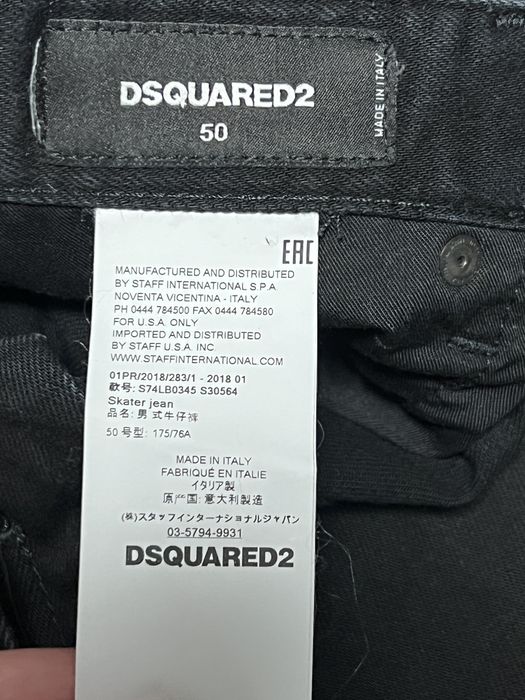 DSQUARED2
50
MADE IN ITALY
EAC
MANUFACTURED AND DISTRIBUTED
BY STAFF INTERNATIONAL S.P.A.
NOVENTA VICENTINA - ITALY
PH 0444 784500 FAX 0444 784580
FOR U.S.A. ONLY
IMPORTED AND DISTRIBUTED
BY STAFF U.S.A. INC.
WWW.STAFFINTERNATIONAL.COM
01PR/2018/283/1 - 2018 01
款号: S74LB0345 S30564
Skater jean
品名: 男 式牛仔裤
50 号型: 175/76A
MADE IN ITALY
FABRIQUÉ EN ITALIE
イタリア製
原产国: 意大利製造
(株)スタッフインターナショナルジャパン
03-5794-9931
DSQUARED2